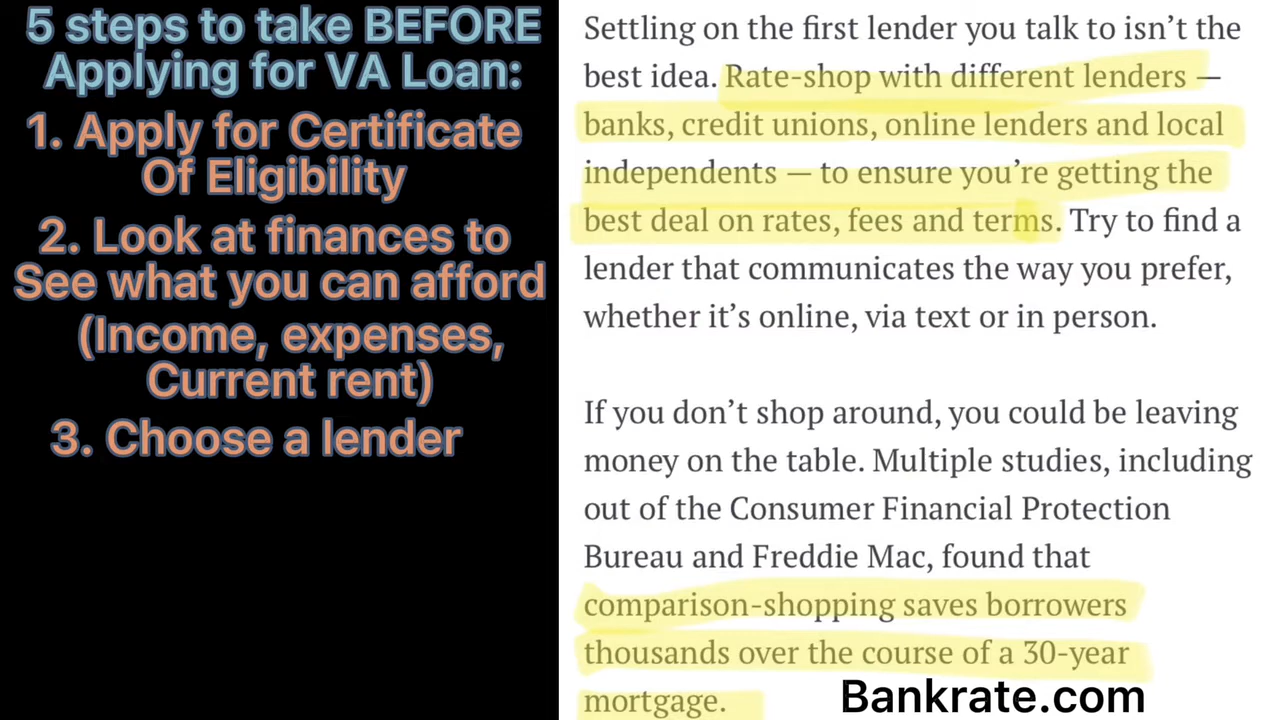 5 steps to take BEFORE
Applying for VA Loan:
1. Apply for Certificate
Of Eligibility
2. Look at finances to
See what you can afford
(Income, expenses,
Current rent)
3. Choose a lender
Settling on the first lender you talk to isn’t the
best idea. Rate-shop with different lenders —
banks, credit unions, online lenders and local
independents — to ensure you’re getting the
best deal on rates, fees and terms. Try to find a
lender that communicates the way you prefer,
whether it’s online, via text or in person.
If you don’t shop around, you could be leaving
money on the table. Multiple studies, including
out of the Consumer Financial Protection
Bureau and Freddie Mac, found that
comparison-shopping saves borrowers
thousands over the course of a 30-year
mortgage.
Bankrate.com